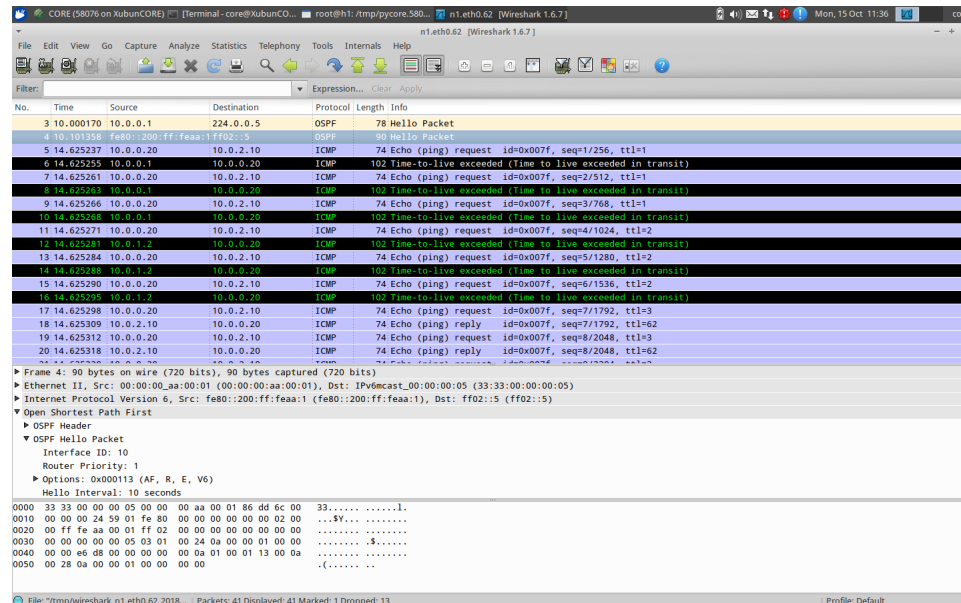 CORE (58076 on XubunCORE) [Terminal - core@XubunCO... root@h1: /tmp/pycore.580... n1.eth0.62 [Wireshark 1.6.7] Mon, 15 Oct 11:36 co
n1.eth0.62 [Wireshark 1.6.7 ]
File Edit View Go Capture Analyze Statistics Telephony Tools Internals Help
Filter: Expression... Clear Apply
No. Time Source Destination Protocol Length Info
3 10.000170 10.0.0.1 224.0.0.5 OSPF 78 Hello Packet
4 10.101358 fe80::200:ff:feaa:1 ff02::5 OSPF 90 Hello Packet
5 14.625237 10.0.0.20 10.0.2.10 ICMP 74 Echo (ping) request id=0x007f, seq=1/256, ttl=1
6 14.625255 10.0.0.1 10.0.0.20 ICMP 102 Time-to-live exceeded (Time to live exceeded in transit)
7 14.625261 10.0.0.20 10.0.2.10 ICMP 74 Echo (ping) request id=0x007f, seq=2/512, ttl=1
8 14.625263 10.0.0.1 10.0.0.20 ICMP 102 Time-to-live exceeded (Time to live exceeded in transit)
9 14.625266 10.0.0.20 10.0.2.10 ICMP 74 Echo (ping) request id=0x007f, seq=3/768, ttl=1
10 14.625268 10.0.0.1 10.0.0.20 ICMP 102 Time-to-live exceeded (Time to live exceeded in transit)
11 14.625271 10.0.0.20 10.0.2.10 ICMP 74 Echo (ping) request id=0x007f, seq=4/1024, ttl=2
12 14.625281 10.0.1.2 10.0.0.20 ICMP 102 Time-to-live exceeded (Time to live exceeded in transit)
13 14.625284 10.0.0.20 10.0.2.10 ICMP 74 Echo (ping) request id=0x007f, seq=5/1280, ttl=2
14 14.625288 10.0.1.2 10.0.0.20 ICMP 102 Time-to-live exceeded (Time to live exceeded in transit)
15 14.625290 10.0.0.20 10.0.2.10 ICMP 74 Echo (ping) request id=0x007f, seq=6/1536, ttl=2
16 14.625295 10.0.1.2 10.0.0.20 ICMP 102 Time-to-live exceeded (Time to live exceeded in transit)
17 14.625298 10.0.0.20 10.0.2.10 ICMP 74 Echo (ping) request id=0x007f, seq=7/1792, ttl=3
18 14.625309 10.0.2.10 10.0.0.20 ICMP 74 Echo (ping) reply id=0x007f, seq=7/1792, ttl=62
19 14.625312 10.0.0.20 10.0.2.10 ICMP 74 Echo (ping) request id=0x007f, seq=8/2048, ttl=3
20 14.625318 10.0.2.10 10.0.0.20 ICMP 74 Echo (ping) reply id=0x007f, seq=8/2048, ttl=62
Frame 4: 90 bytes on wire (720 bits), 90 bytes captured (720 bits)
Ethernet II, Src: 00:00:00_aa:00:01 (00:00:00:aa:00:01), Dst: IPv6mcast_00:00:00:05 (33:33:00:00:00:05)
Internet Protocol Version 6, Src: fe80::200:ff:feaa:1 (fe80::200:ff:feaa:1), Dst: ff02::5 (ff02::5)
Open Shortest Path First
OSPF Header
OSPF Hello Packet
Interface ID: 10
Router Priority: 1
Options: 0x000113 (AF, R, E, V6)
Hello Interval: 10 seconds
0000 33 33 00 00 00 05 00 00 00 aa 00 01 86 dd 6c 00 33...... ......l.
0010 00 00 00 24 59 01 fe 80 00 00 00 00 00 00 02 00 ...$Y... ........
0020 00 ff fe aa 00 01 ff 02 00 00 00 00 00 00 00 00 ........ ........
0030 00 00 00 00 00 05 03 01 00 24 0a 00 00 01 00 00 ........ .$......
0040 00 00 e6 d8 00 00 00 00 00 0a 01 00 01 13 00 0a ........ ........
0050 00 28 0a 00 00 01 00 00 00 00 .(...... ..
File: "/tmp/wireshark_n1.eth0.62_2018... Packets: 41 Displayed: 41 Marked: 1 Dropped: 13 Profile: Default